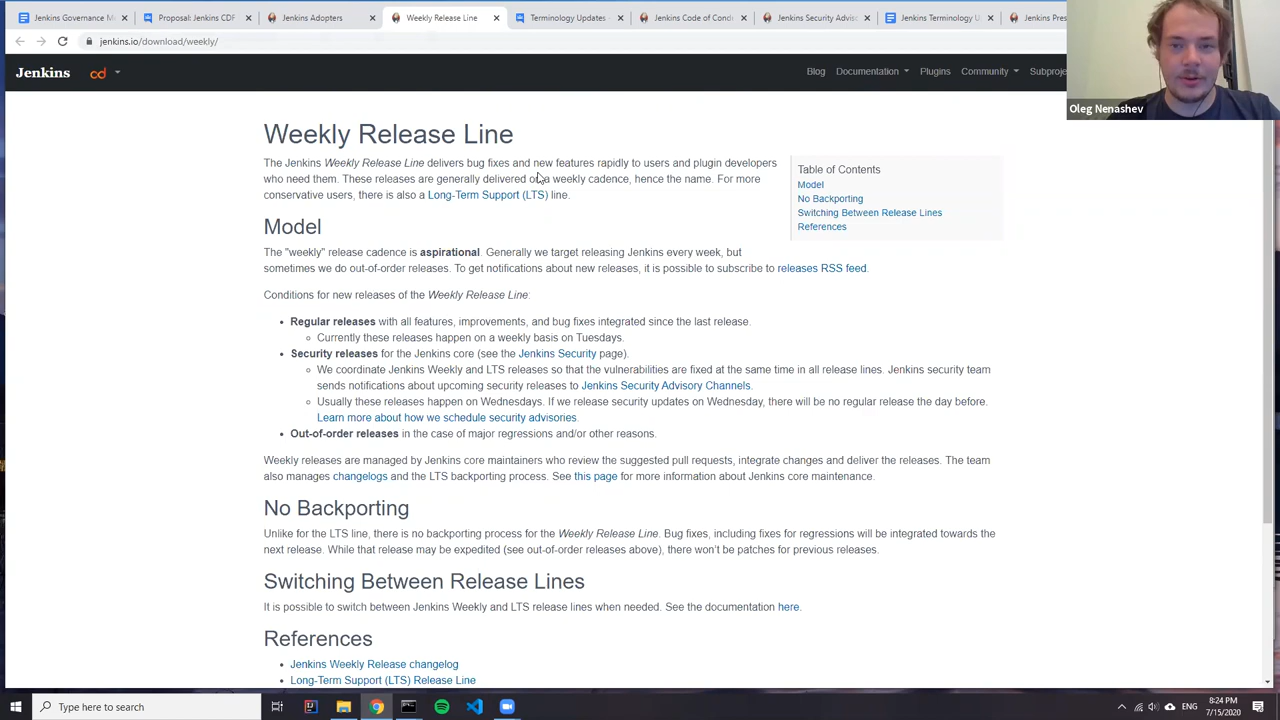 Jenkins Governance M
Proposal: Jenkins CDF
Jenkins Adopters
Weekly Release Line
Terminology Updates -
Jenkins Code of Cond
Jenkins Security Adviso
Jenkins Terminology U
Jenkins Pres
jenkins.io/download/weekly/
Jenkins cd Blog Documentation Plugins Community Subproje
Oleg Nenashev
Weekly Release Line
The Jenkins Weekly Release Line delivers bug fixes and new features rapidly to users and plugin developers
who need them. These releases are generally delivered on a weekly cadence, hence the name. For more
conservative users, there is also a Long-Term Support (LTS) line.
Table of Contents
Model
No Backporting
Switching Between Release Lines
References
Model
The "weekly" release cadence is aspirational. Generally we target releasing Jenkins every week, but
sometimes we do out-of-order releases. To get notifications about new releases, it is possible to subscribe to releases RSS feed.
Conditions for new releases of the Weekly Release Line:
• Regular releases with all features, improvements, and bug fixes integrated since the last release.
◦ Currently these releases happen on a weekly basis on Tuesdays.
• Security releases for the Jenkins core (see the Jenkins Security page).
◦ We coordinate Jenkins Weekly and LTS releases so that the vulnerabilities are fixed at the same time in all release lines. Jenkins security team
sends notifications about upcoming security releases to Jenkins Security Advisory Channels.
◦ Usually these releases happen on Wednesdays. If we release security updates on Wednesday, there will be no regular release the day before.
Learn more about how we schedule security advisories.
• Out-of-order releases in the case of major regressions and/or other reasons.
Weekly releases are managed by Jenkins core maintainers who review the suggested pull requests, integrate changes and deliver the releases. The team
also manages changelogs and the LTS backporting process. See this page for more information about Jenkins core maintenance.
No Backporting
Unlike for the LTS line, there is no backporting process for the Weekly Release Line. Bug fixes, including fixes for regressions will be integrated towards the
next release. While that release may be expedited (see out-of-order releases above), there won't be patches for previous releases.
Switching Between Release Lines
It is possible to switch between Jenkins Weekly and LTS release lines when needed. See the documentation here.
References
• Jenkins Weekly Release changelog
• Long-Term Support (LTS) Release Line
Type here to search
ENG
8:24 PM
7/15/2020